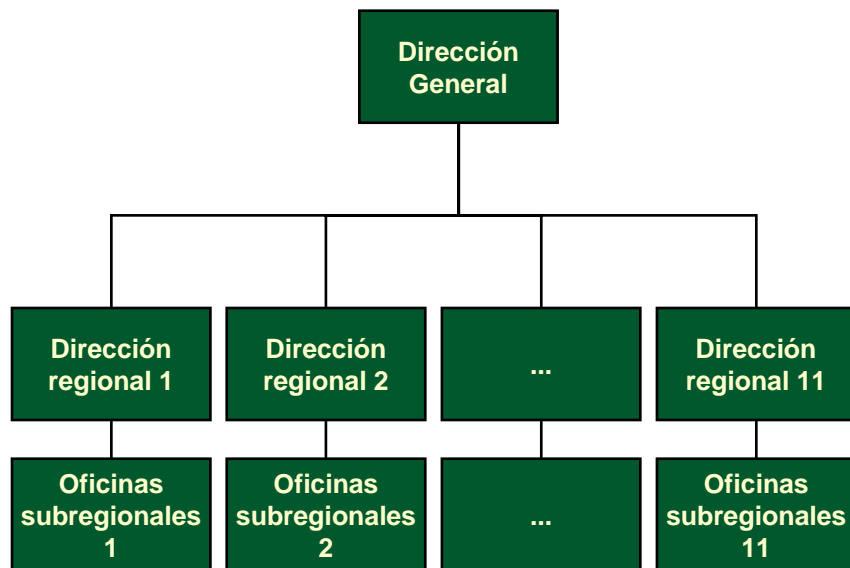 Dirección
General
Dirección
regional 1
Dirección
regional 2
...
Dirección
regional 11
Oficinas
subregionales
1
Oficinas
subregionales
2
...
Oficinas
subregionales
11